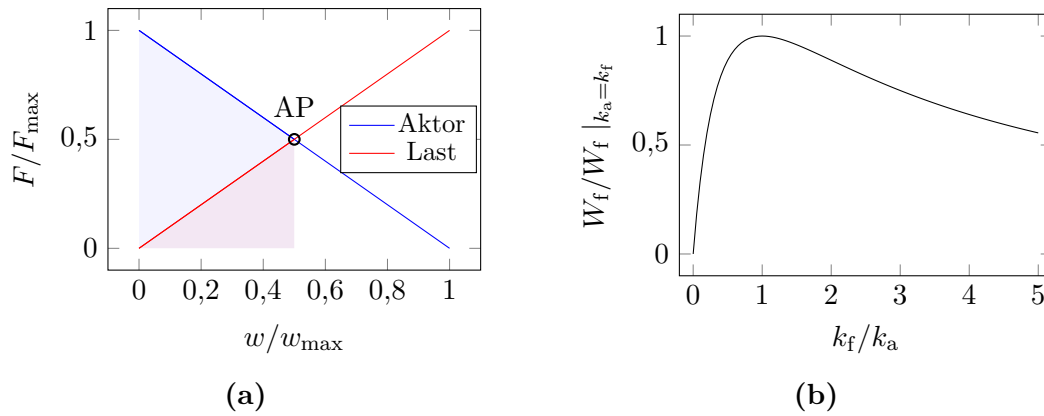 1
0,5
0
F/F_max
AP
Aktor
Last
0 0,2 0,4 0,6 0,8 1
w/w_max
(a)
1
0,5
0
W_f/W_f |_{k_a=k_f}
0 1 2 3 4 5
k_f/k_a
(b)